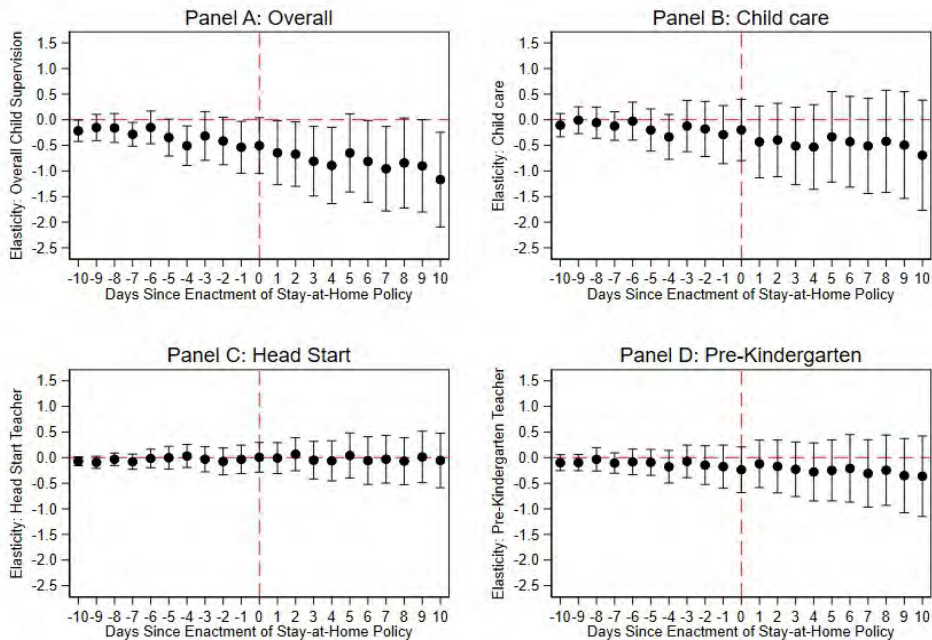 Panel A: Overall
Elasticity: Overall Child Supervision
1.5
1.0
0.5
0.0
-0.5
-1.0
-1.5
-2.0
-2.5
-10 -9 -8 -7 -6 -5 -4 -3 -2 -1 0 1 2 3 4 5 6 7 8 9 10
Days Since Enactment of Stay-at-Home Policy
Panel B: Child care
Elasticity: Child care
1.5
1.0
0.5
0.0
-0.5
-1.0
-1.5
-2.0
-2.5
-10 -9 -8 -7 -6 -5 -4 -3 -2 -1 0 1 2 3 4 5 6 7 8 9 10
Days Since Enactment of Stay-at-Home Policy
Panel C: Head Start
Elasticity: Head Start Teacher
1.5
1.0
0.5
0.0
-0.5
-1.0
-1.5
-2.0
-2.5
-10 -9 -8 -7 -6 -5 -4 -3 -2 -1 0 1 2 3 4 5 6 7 8 9 10
Days Since Enactment of Stay-at-Home Policy
Panel D: Pre-Kindergarten
Elasticity: Pre-Kindergarten Teacher
1.5
1.0
0.5
0.0
-0.5
-1.0
-1.5
-2.0
-2.5
-10 -9 -8 -7 -6 -5 -4 -3 -2 -1 0 1 2 3 4 5 6 7 8 9 10
Days Since Enactment of Stay-at-Home Policy